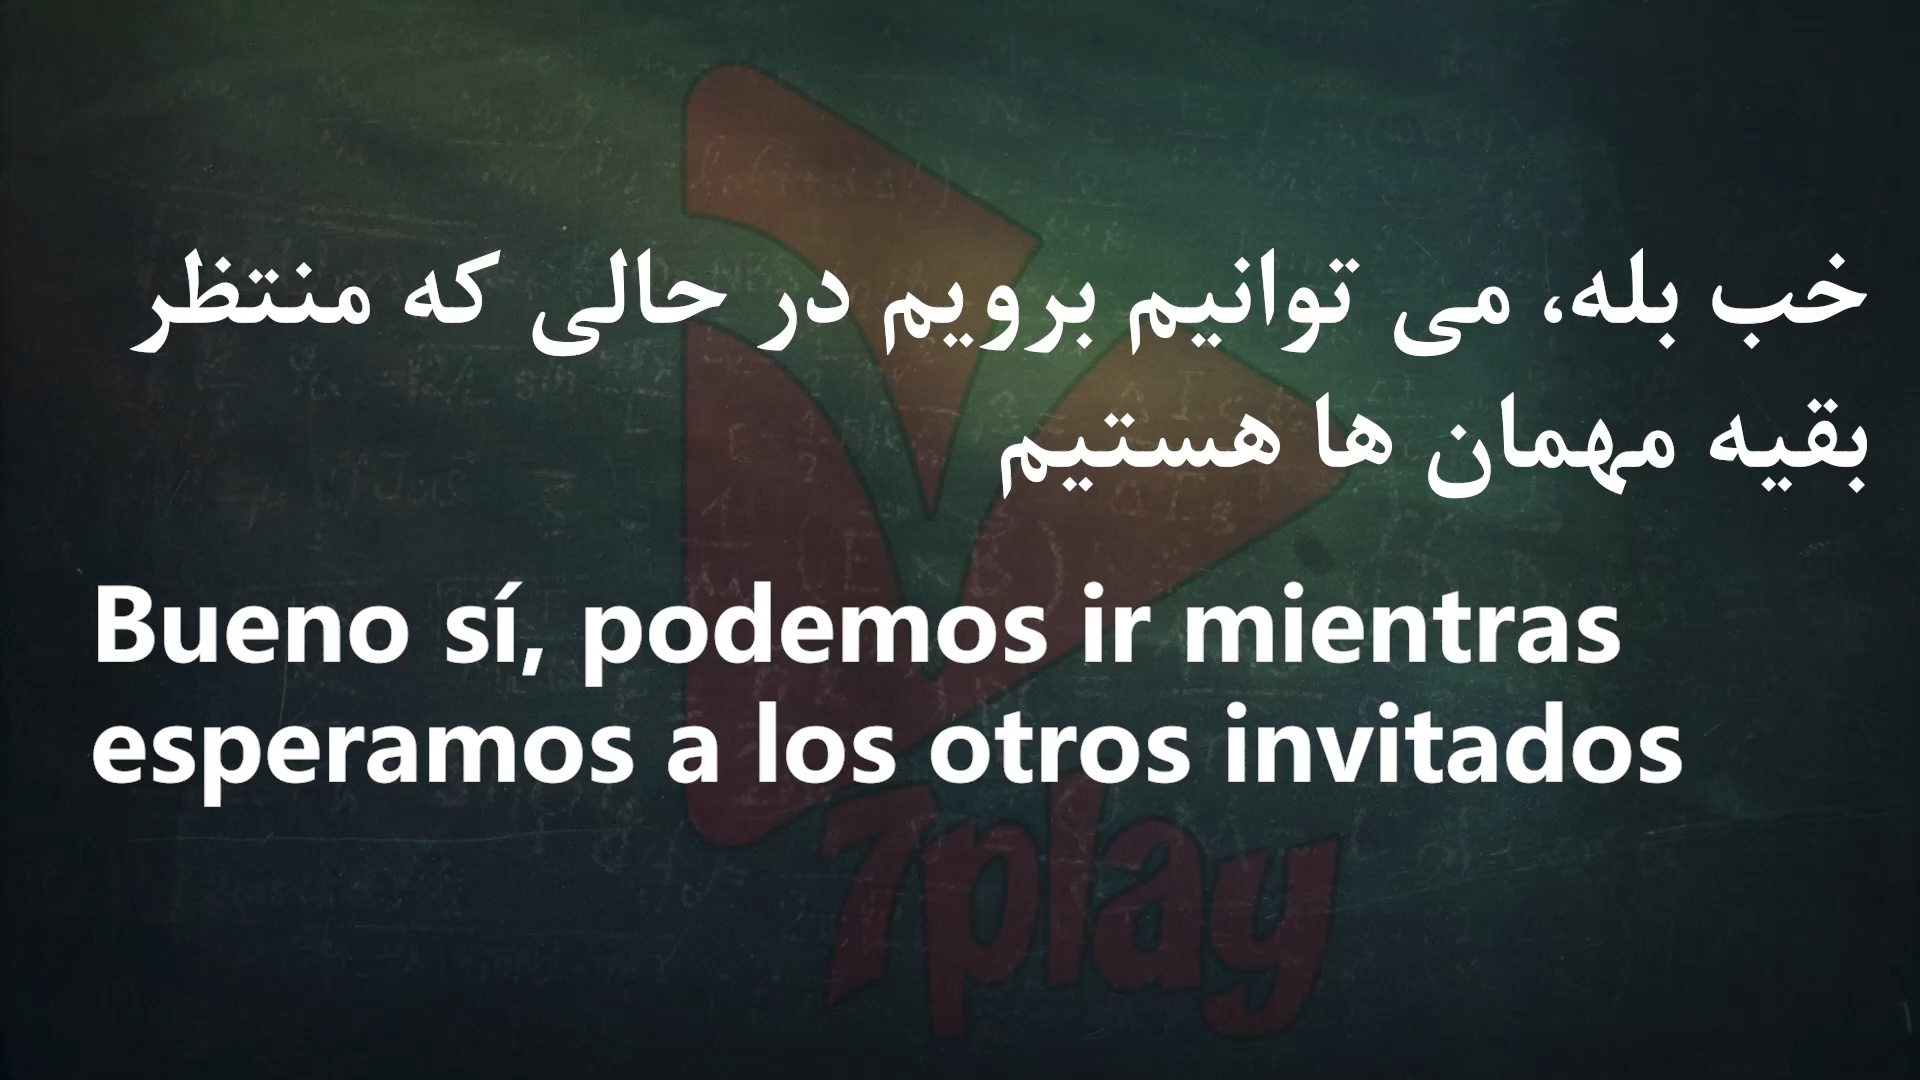 خب بله، می توانیم برویم در حالی که منتظر
بقیه مهمان ها هستیم
Bueno sí, podemos ir mientras
esperamos a los otros invitados
7play